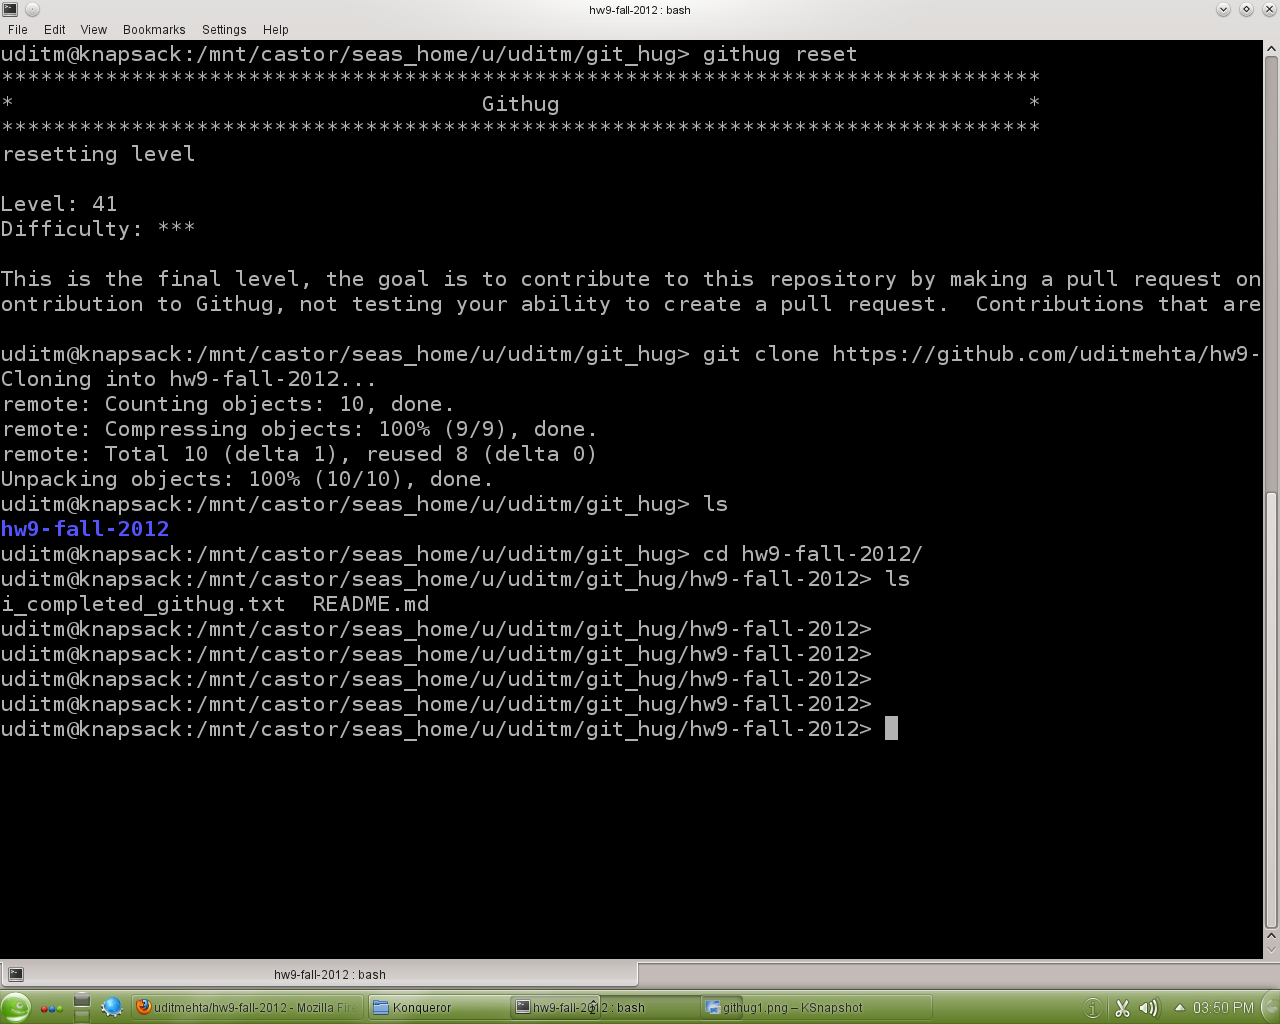 hw9-fall-2012 : bash
File Edit View Bookmarks Settings Help
uditm@knapsack:/mnt/castor/seas_home/u/uditm/git_hug> githug reset
********************************************************************************
* Githug *
********************************************************************************
resetting level
Level: 41
Difficulty: ***
This is the final level, the goal is to contribute to this repository by making a pull request on
ontribution to Githug, not testing your ability to create a pull request.  Contributions that are
uditm@knapsack:/mnt/castor/seas_home/u/uditm/git_hug> git clone https://github.com/uditmehta/hw9-
Cloning into hw9-fall-2012...
remote: Counting objects: 10, done.
remote: Compressing objects: 100% (9/9), done.
remote: Total 10 (delta 1), reused 8 (delta 0)
Unpacking objects: 100% (10/10), done.
uditm@knapsack:/mnt/castor/seas_home/u/uditm/git_hug> ls
hw9-fall-2012
uditm@knapsack:/mnt/castor/seas_home/u/uditm/git_hug> cd hw9-fall-2012/
uditm@knapsack:/mnt/castor/seas_home/u/uditm/git_hug/hw9-fall-2012> ls
i_completed_githug.txt  README.md
uditm@knapsack:/mnt/castor/seas_home/u/uditm/git_hug/hw9-fall-2012>
uditm@knapsack:/mnt/castor/seas_home/u/uditm/git_hug/hw9-fall-2012>
uditm@knapsack:/mnt/castor/seas_home/u/uditm/git_hug/hw9-fall-2012>
uditm@knapsack:/mnt/castor/seas_home/u/uditm/git_hug/hw9-fall-2012>
uditm@knapsack:/mnt/castor/seas_home/u/uditm/git_hug/hw9-fall-2012>
hw9-fall-2012 : bash
uditmehta/hw9-fall-2012 - Mozilla Fire Konqueror hw9-fall-2012 : bash githug1.png – KSnapshot 03:50 PM